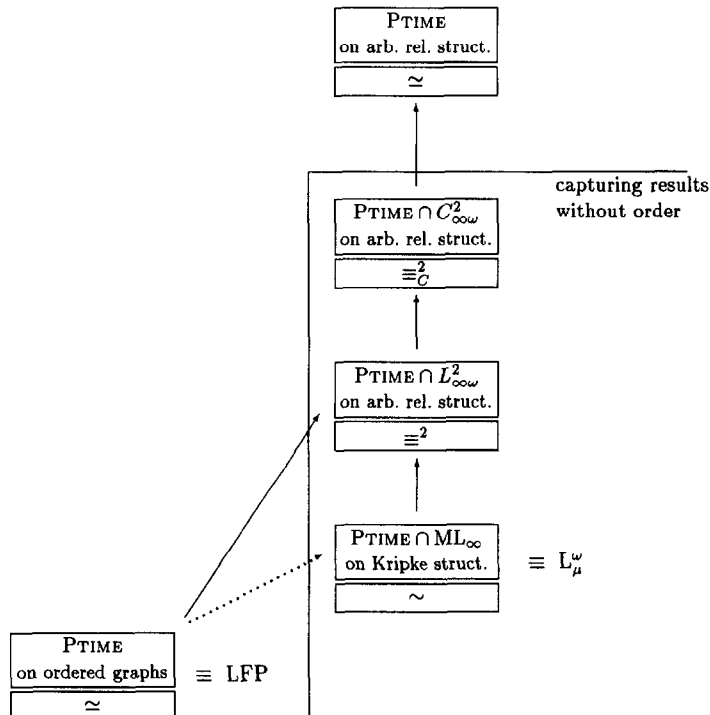 PTIME
on arb. rel. struct.
≃
capturing results
without order
PTIME ∩ C²∞ω
on arb. rel. struct.
≡²C
PTIME ∩ L²∞ω
on arb. rel. struct.
≡²
PTIME ∩ ML∞
on Kripke struct.
≡ Lωμ
∼
PTIME
on ordered graphs
≡ LFP
≃